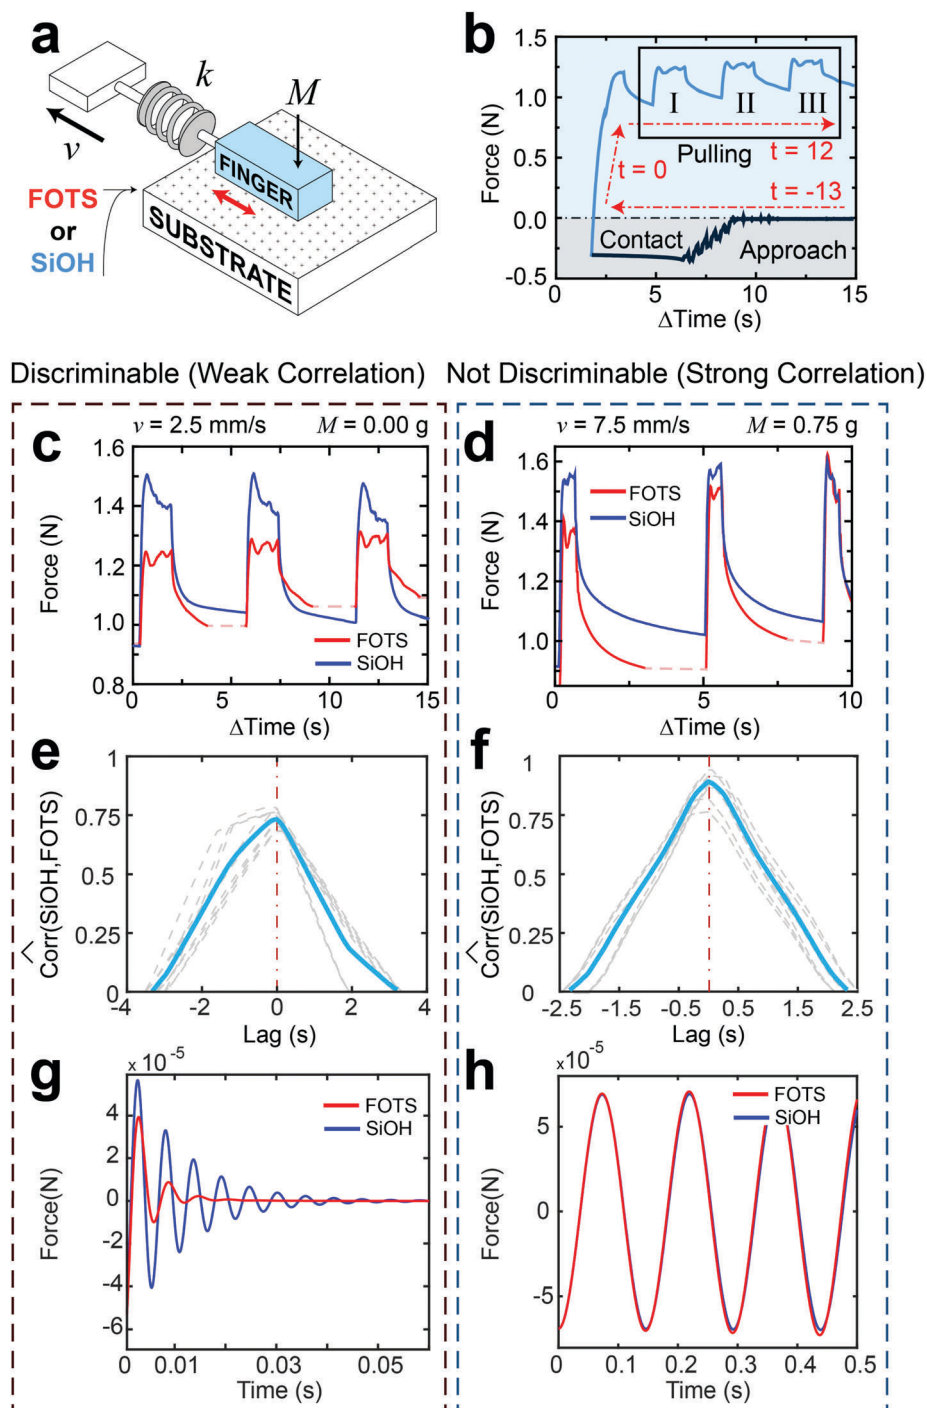 a
k
M
v
FINGER
FOTS
or
SiOH
SUBSTRATE
b
1.5
1.0
0.5
0.0
-0.5
Force (N)
I
II
III
Pulling
t = 0
t = 12
t = -13
Contact
Approach
0
5
10
15
ΔTime (s)
Discriminable (Weak Correlation)
Not Discriminable (Strong Correlation)
c
v = 2.5 mm/s
M = 0.00 g
1.6
1.4
1.2
1.0
0.8
Force (N)
FOTS
SiOH
0
5
10
15
ΔTime (s)
d
v = 7.5 mm/s
M = 0.75 g
1.6
1.4
1.2
1.0
Force (N)
FOTS
SiOH
0
5
10
ΔTime (s)
e
1
0.75
0.5
0.25
0
Ĉorr(SiOH,FOTS)
-4
-2
0
2
4
Lag (s)
f
1
0.75
0.5
0.25
0
Ĉorr(SiOH,FOTS)
-2.5
-1.5
-0.5
0.5
1.5
2.5
Lag (s)
g
x 10⁻⁵
4
2
0
-2
-4
-6
Force(N)
FOTS
SiOH
0
0.01
0.03
0.05
Time (s)
h
x 10⁻⁵
5
0
-5
Force(N)
FOTS
SiOH
0
0.1
0.2
0.3
0.4
0.5
Time (s)